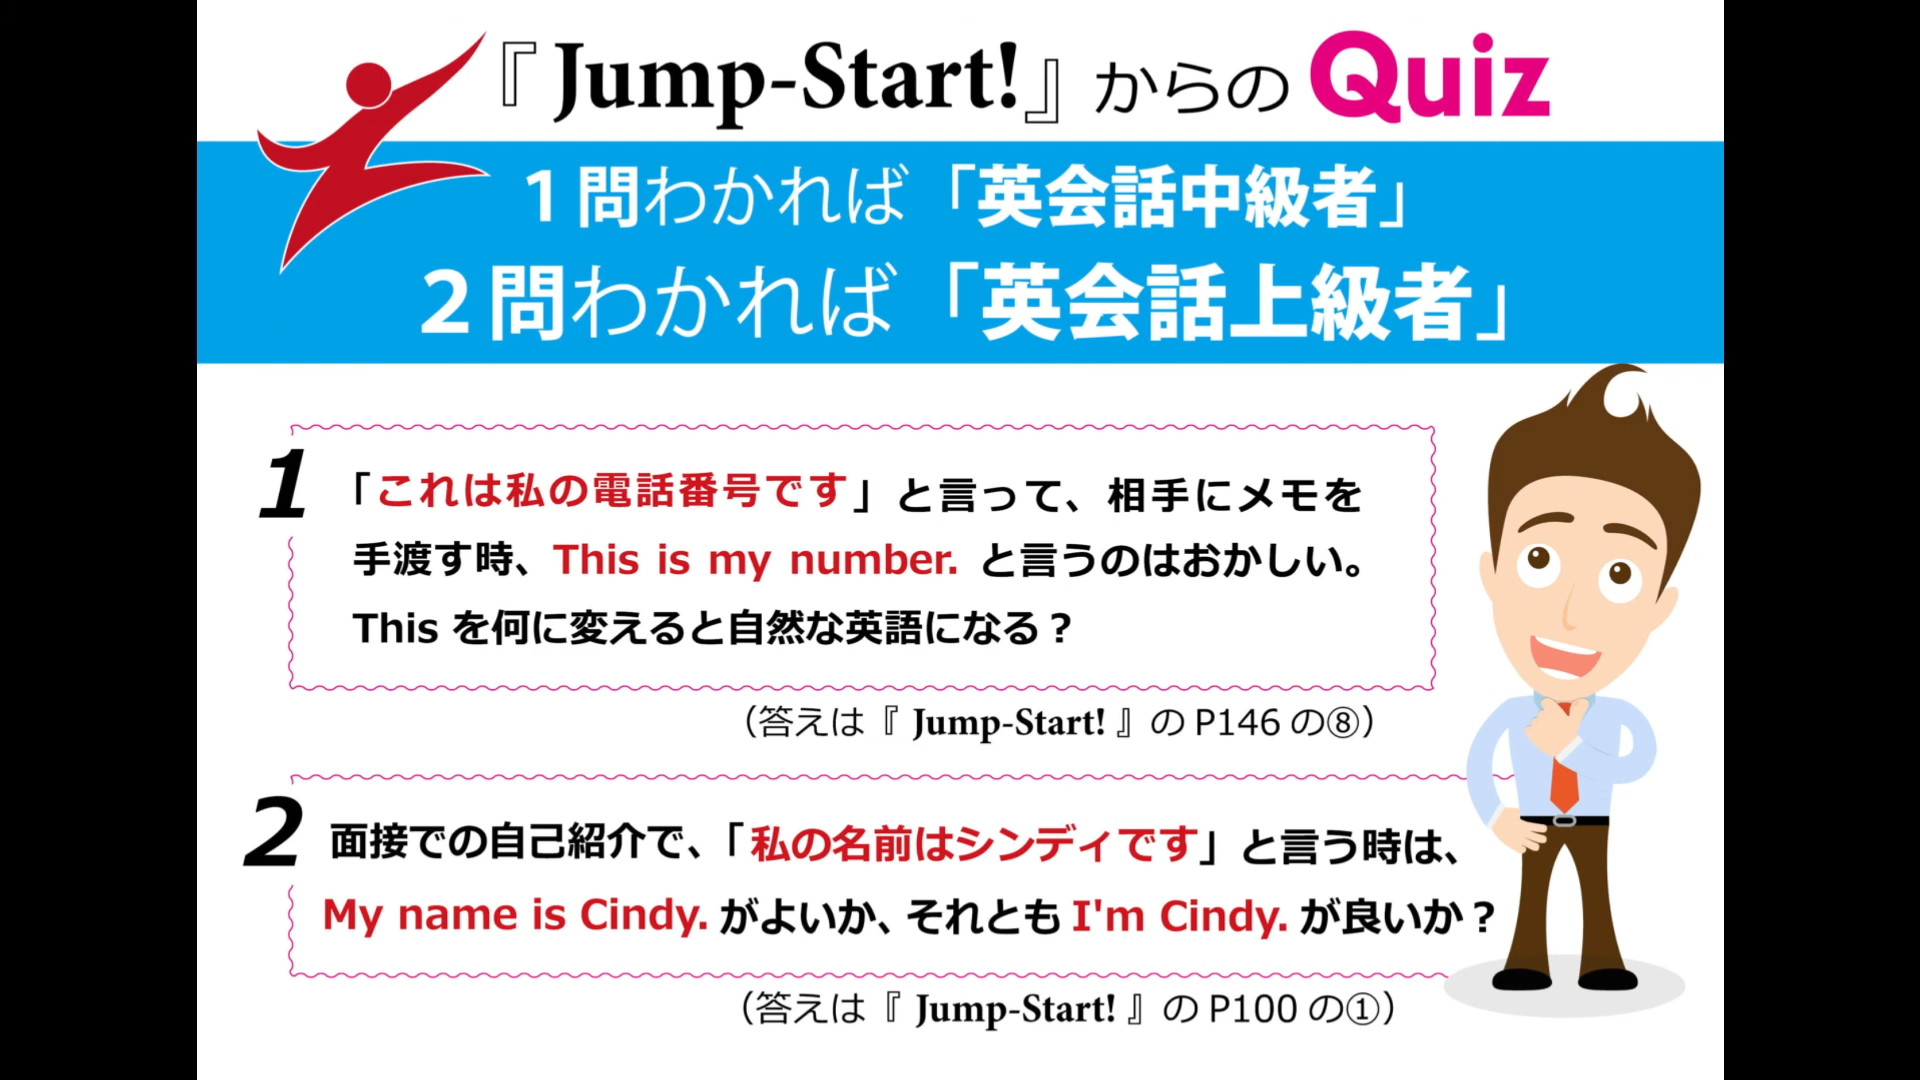 『Jump-Start!』からのQuiz
1問わかれば「英会話中級者」
2問わかれば「英会話上級者」
1 「これは私の電話番号です」と言って、相手にメモを
手渡す時、This is my number. と言うのはおかしい。
This を何に変えると自然な英語になる？
（答えは『 Jump-Start! 』の P146 の⑧）
2 面接での自己紹介で、「私の名前はシンディです」と言う時は、
My name is Cindy. がよいか、それとも I'm Cindy. が良いか？
（答えは『 Jump-Start! 』の P100 の①）